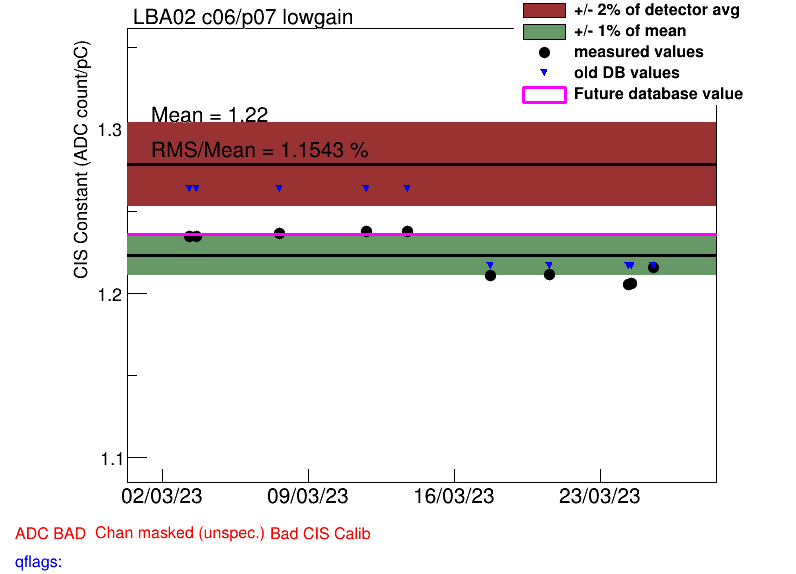 LBA02 c06/p07 lowgain
+/- 2% of detector avg
+/- 1% of mean
measured values
old DB values
Future database value
CIS Constant (ADC count/pC)
Mean = 1.22
RMS/Mean = 1.1543 %
1.3
1.2
1.1
02/03/23 09/03/23 16/03/23 23/03/23
ADC BAD Chan masked (unspec.) Bad CIS Calib
qflags: